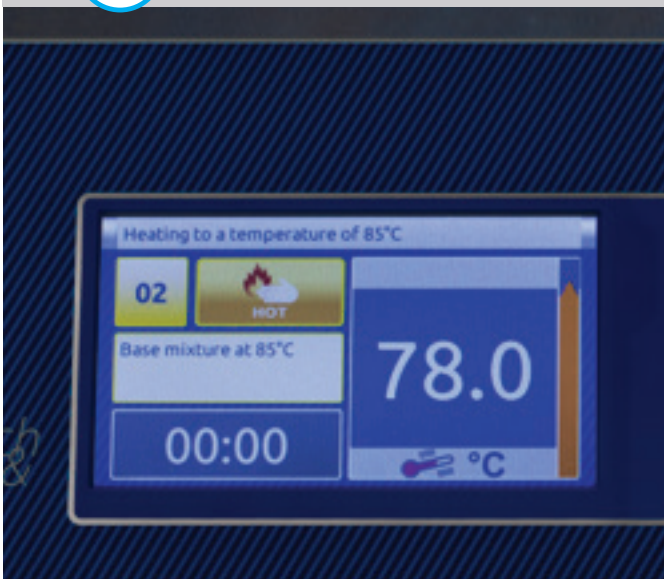 Heating to a temperature of 85°C
02
HOT
Base mixture at 85°C
78.0
00:00
°C
&